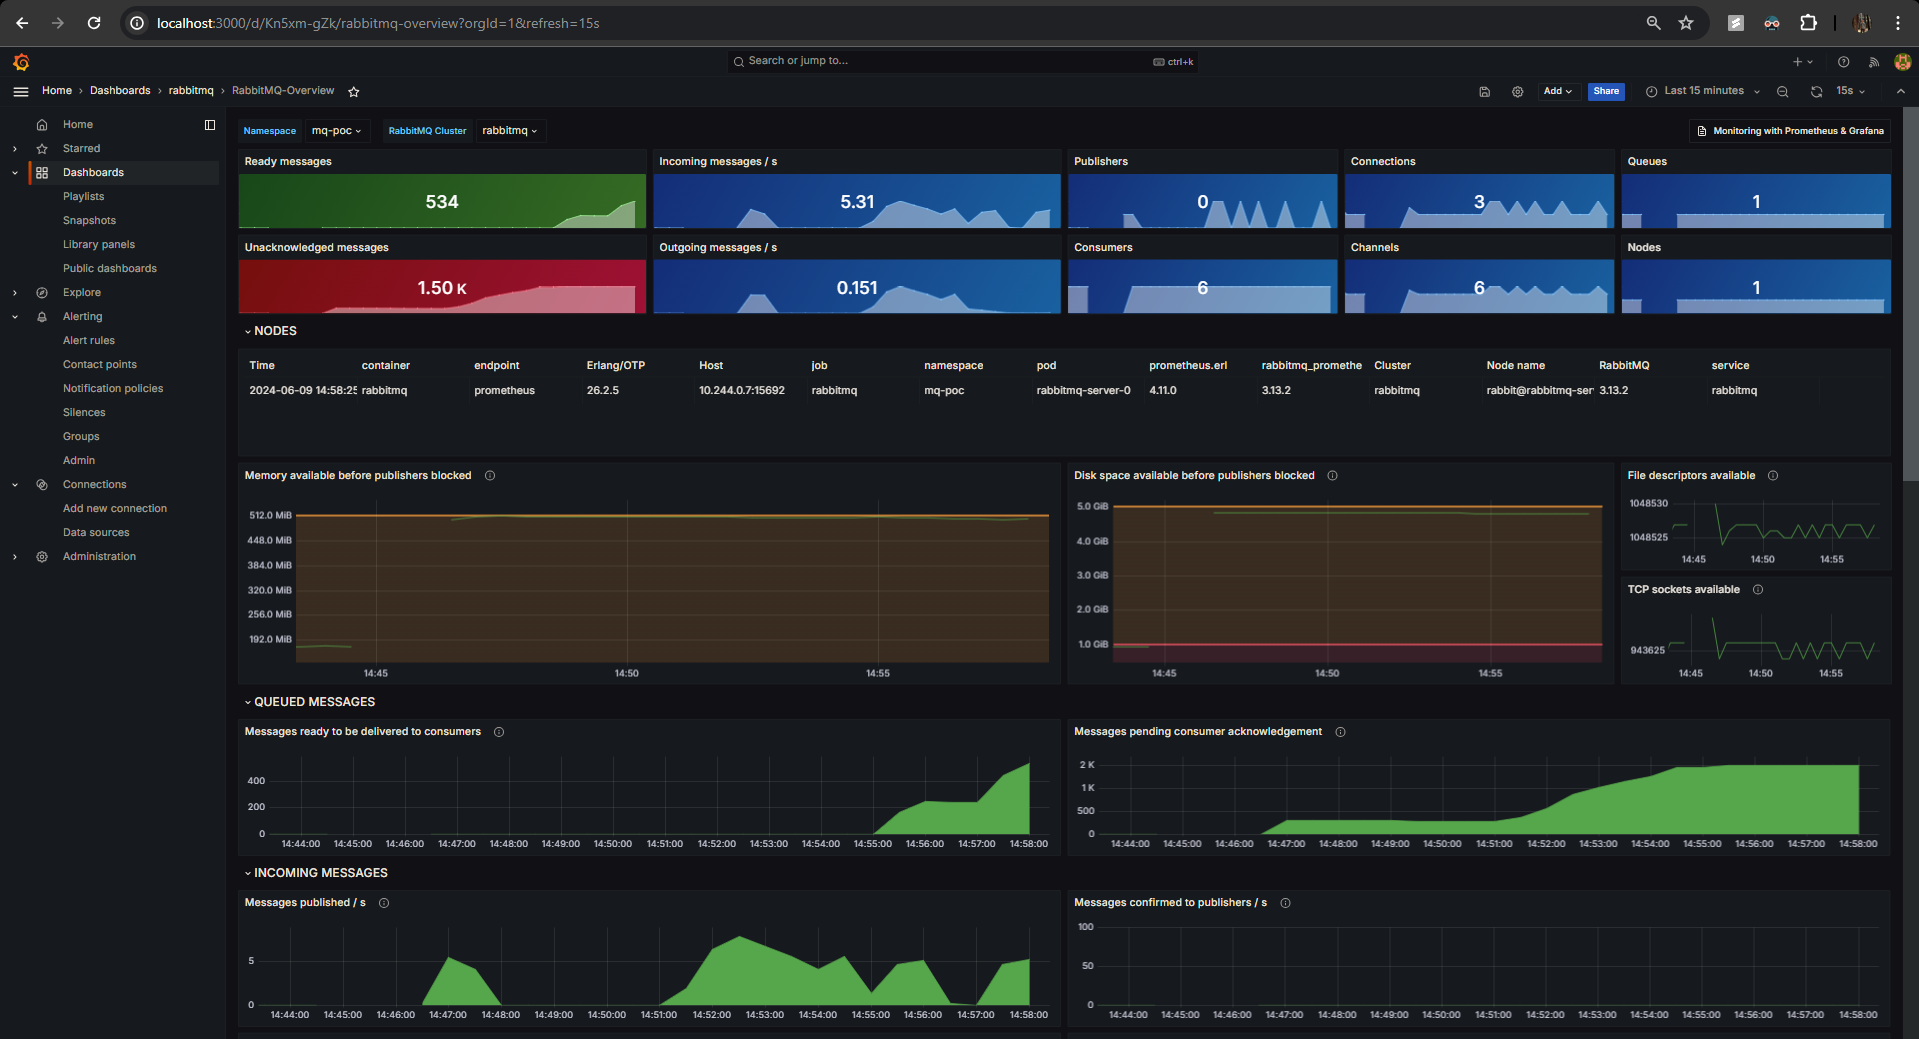 localhost:3000/d/Kn5xm-gZk/rabbitmq-overview?orgId=1&refresh=15s
Search or jump to...
ctrl+k
Home › Dashboards › rabbitmq › RabbitMQ-Overview
Add
Share
Last 15 minutes
15s
Home
Starred
Dashboards
Playlists
Snapshots
Library panels
Public dashboards
Explore
Alerting
Alert rules
Contact points
Notification policies
Silences
Groups
Admin
Connections
Add new connection
Data sources
Administration
Namespace mq-poc RabbitMQ Cluster rabbitmq
Monitoring with Prometheus & Grafana
Ready messages
534
Incoming messages / s
5.31
Publishers
0
Connections
3
Queues
1
Unacknowledged messages
1.50 K
Outgoing messages / s
0.151
Consumers
6
Channels
6
Nodes
1
NODES
Time container endpoint Erlang/OTP Host job namespace pod prometheus.erl rabbitmq_promethe Cluster Node name RabbitMQ service
2024-06-09 14:58:25 rabbitmq prometheus 26.2.5 10.244.0.7:15692 rabbitmq mq-poc rabbitmq-server-0 4.11.0 3.13.2 rabbitmq rabbit@rabbitmq-ser 3.13.2 rabbitmq
Memory available before publishers blocked
512.0 MiB
448.0 MiB
384.0 MiB
320.0 MiB
256.0 MiB
192.0 MiB
14:45 14:50 14:55
Disk space available before publishers blocked
5.0 GiB
4.0 GiB
3.0 GiB
2.0 GiB
1.0 GiB
14:45 14:50 14:55
File descriptors available
1048530
1048525
14:45 14:50 14:55
TCP sockets available
943625
14:45 14:50 14:55
QUEUED MESSAGES
Messages ready to be delivered to consumers
400
200
0
14:44:00 14:45:00 14:46:00 14:47:00 14:48:00 14:49:00 14:50:00 14:51:00 14:52:00 14:53:00 14:54:00 14:55:00 14:56:00 14:57:00 14:58:00
Messages pending consumer acknowledgement
2 K
1 K
500
0
14:44:00 14:45:00 14:46:00 14:47:00 14:48:00 14:49:00 14:50:00 14:51:00 14:52:00 14:53:00 14:54:00 14:55:00 14:56:00 14:57:00 14:58:00
INCOMING MESSAGES
Messages published / s
5
0
14:44:00 14:45:00 14:46:00 14:47:00 14:48:00 14:49:00 14:50:00 14:51:00 14:52:00 14:53:00 14:54:00 14:55:00 14:56:00 14:57:00 14:58:00
Messages confirmed to publishers / s
100
50
0
14:44:00 14:45:00 14:46:00 14:47:00 14:48:00 14:49:00 14:50:00 14:51:00 14:52:00 14:53:00 14:54:00 14:55:00 14:56:00 14:57:00 14:58:00